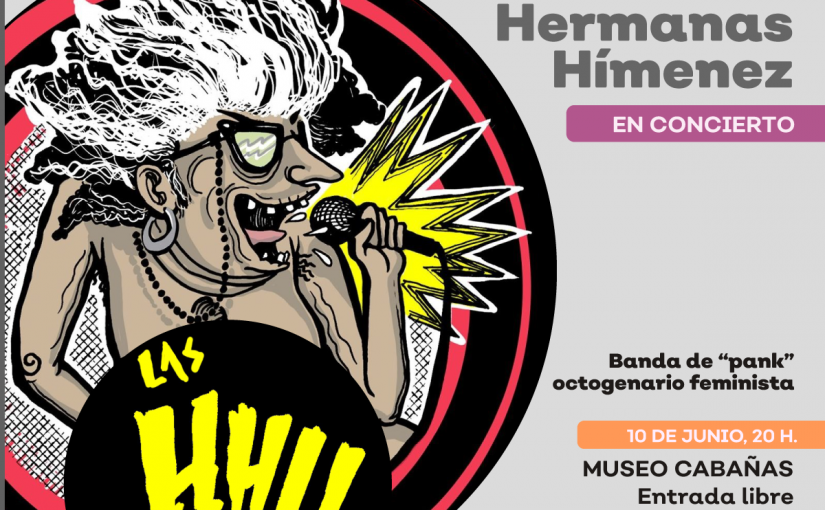 Hermanas
Hímenez
EN CONCIERTO
Banda de “pank”
octogenario feminista
10 DE JUNIO, 20 H.
MUSEO CABAÑAS
Entrada libre
LAS